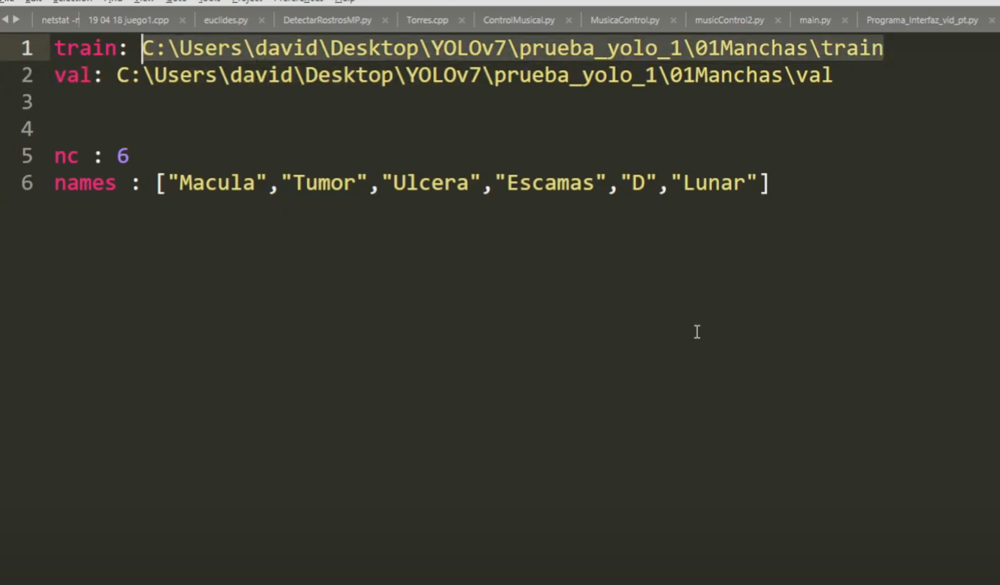 netstat -n 19 04 18 juego1.cpp × euclides.py × DetectarRostrosMP.py × Torres.cpp × ControlMusical.py × MusicaControl.py × musicControl2.py × main.py × Programa_Interfaz_vid_pt.py ×
1 train: C:\Users\david\Desktop\YOLOv7\prueba_yolo_1\01Manchas\train
2 val: C:\Users\david\Desktop\YOLOv7\prueba_yolo_1\01Manchas\val
3
4
5 nc : 6
6 names : ["Macula","Tumor","Ulcera","Escamas","D","Lunar"]